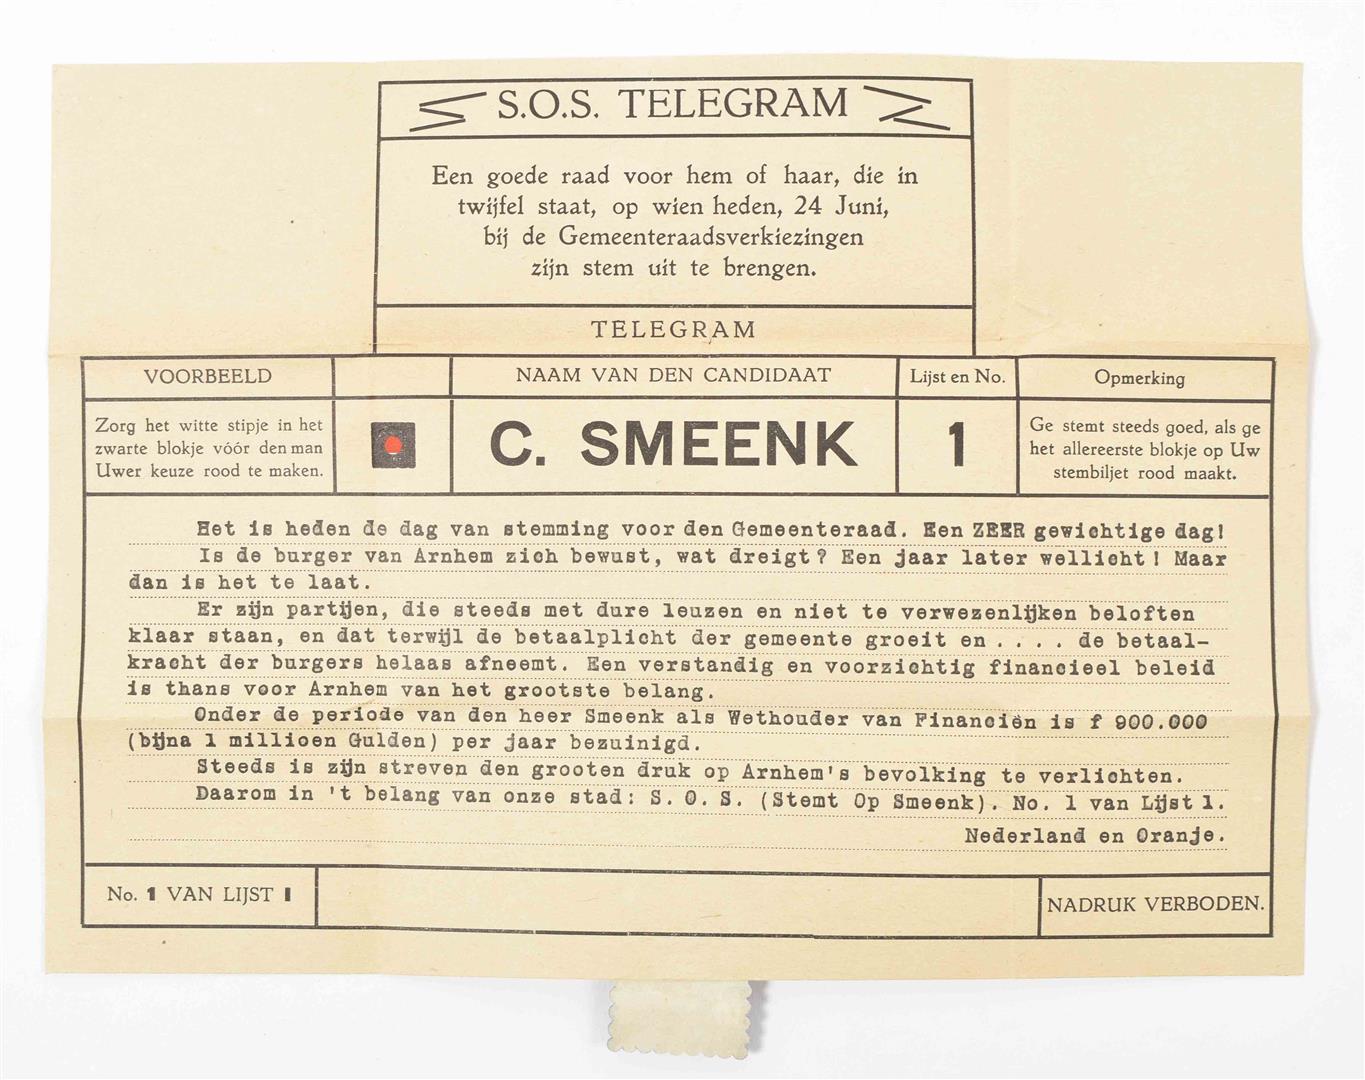 S.O.S. TELEGRAM
Een goede raad voor hem of haar, die in
twijfel staat, op wien heden, 24 Juni,
bij de Gemeenteraadsverkiezingen
zijn stem uit te brengen.
TELEGRAM
VOORBEELD
NAAM VAN DEN CANDIDAAT
Lijst en No.
Opmerking
Zorg het witte stipje in het
zwarte blokje vóór den man
Uwer keuze rood te maken.
C. SMEENK
1
Ge stemt steeds goed, als ge
het allereerste blokje op Uw
stembiljet rood maakt.
Het is heden de dag van stemming voor den Gemeenteraad. Een ZEER gewichtige dag!
Is de burger van Arnhem zich bewust, wat dreigt? Een jaar later wellicht! Maar
dan is het te laat.
Er zijn partijen, die steeds met dure leuzen en niet te verwezenlijken beloften
klaar staan, en dat terwijl de betaalplicht der gemeente groeit en . . . . de betaal-
kracht der burgers helaas afneemt. Een verstandig en voorzichtig financieel beleid
is thans voor Arnhem van het grootste belang.
Onder de periode van den heer Smeenk als Wethouder van Financiën is f 900.000
(bijna 1 millioen Gulden) per jaar bezuinigd.
Steeds is zijn streven den grooten druk op Arnhem's bevolking te verlichten.
Daarom in 't belang van onze stad: S. O. S. (Stemt Op Smeenk). No. 1 van Lijst 1.
Nederland en Oranje.
No. 1 VAN LIJST 1
NADRUK VERBODEN.